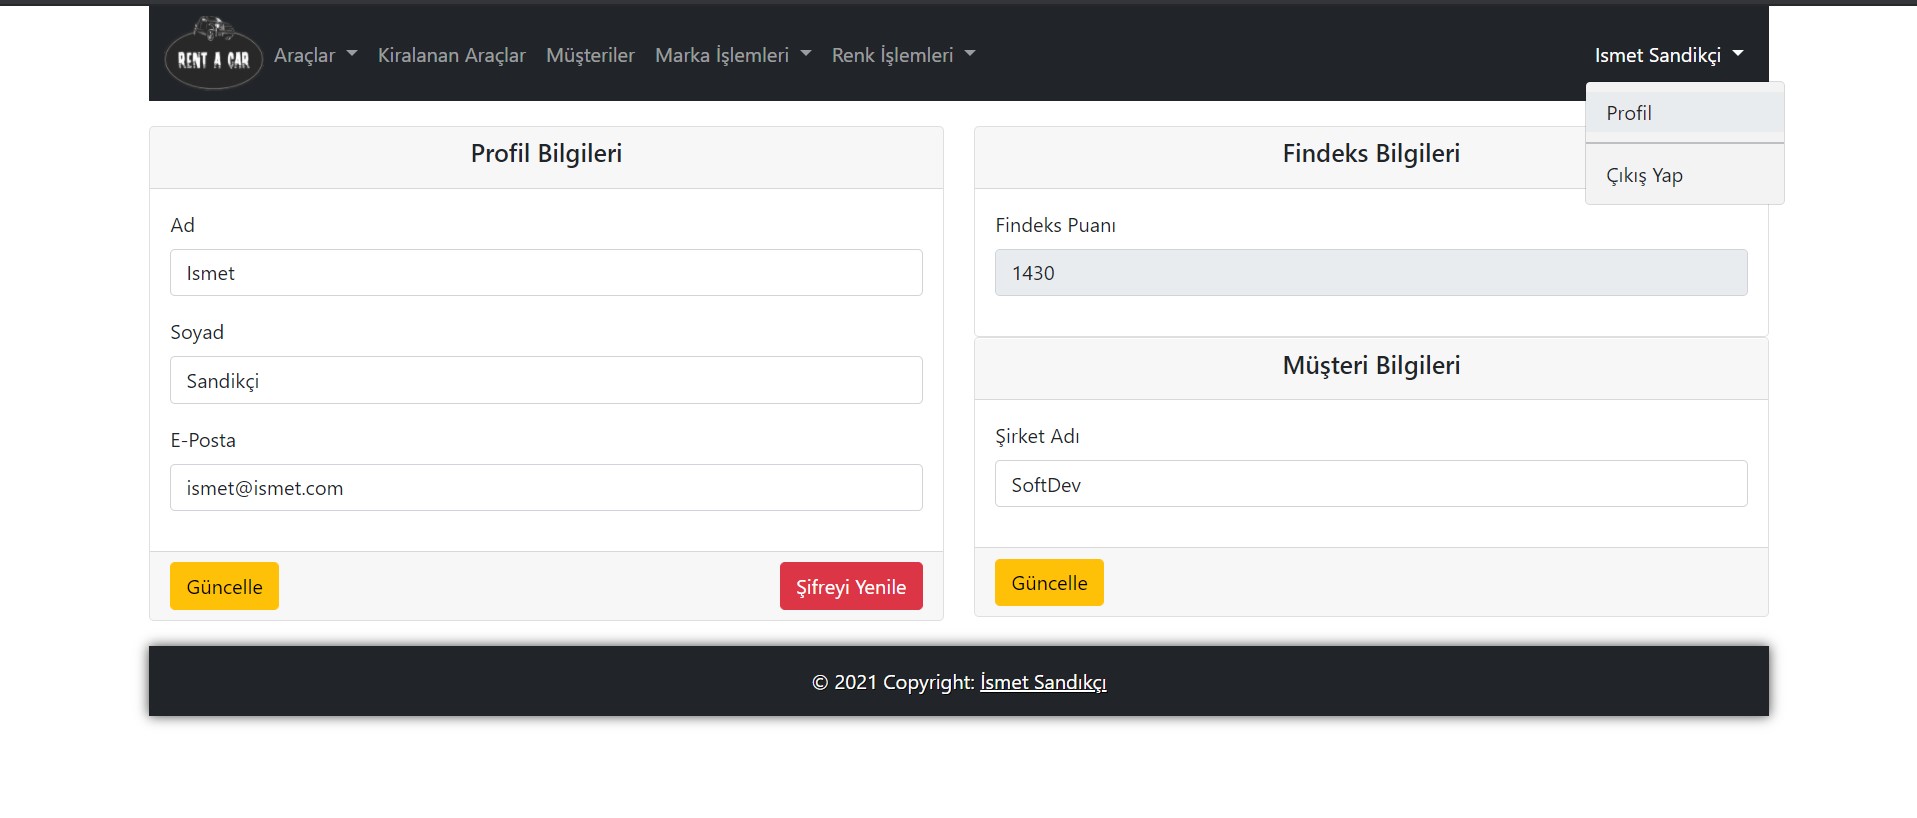 RENT A CAR
Araçlar Kiralanan Araçlar Müşteriler Marka İşlemleri Renk İşlemleri Ismet Sandikçi
Profil
Çıkış Yap
Profil Bilgileri
Ad
Ismet
Soyad
Sandikçi
E-Posta
ismet@ismet.com
Güncelle Şifreyi Yenile
Findeks Bilgileri
Findeks Puanı
1430
Müşteri Bilgileri
Şirket Adı
SoftDev
Güncelle
© 2021 Copyright: İsmet Sandıkçı